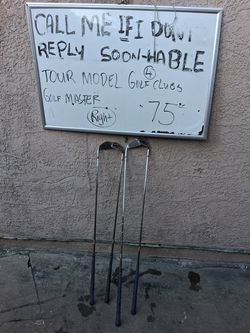 CALL ME IF I DON'T
REPLY SOON-HABLE
TOUR MODEL ④ GOLF CLUBS
GOLF MASTER
Right 75